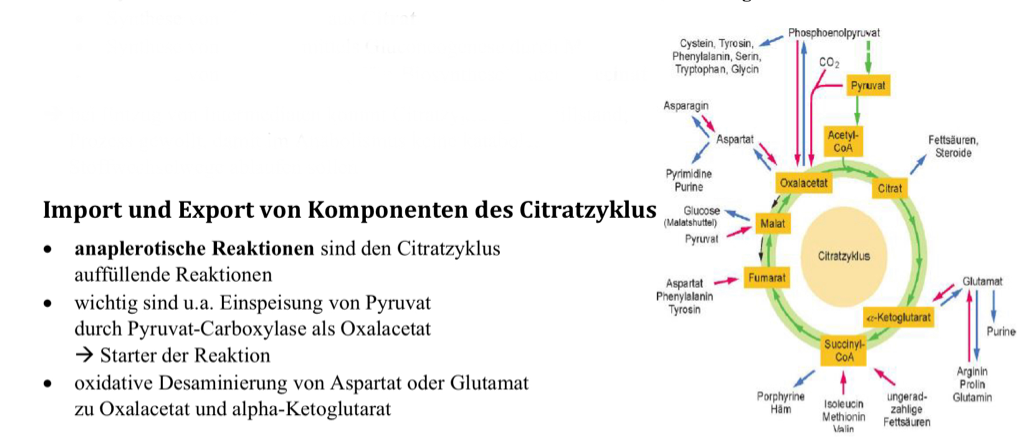 Import und Export von Komponenten des Citratzyklus
• anaplerotische Reaktionen sind den Citratzyklus
auffüllende Reaktionen
• wichtig sind u.a. Einspeisung von Pyruvat
durch Pyruvat-Carboxylase als Oxalacetat
→ Starter der Reaktion
• oxidative Desaminierung von Aspartat oder Glutamat
zu Oxalacetat und alpha-Ketoglutarat
Phosphoenolpyruvat
Cystein, Tyrosin,
Phenylalanin, Serin,
Tryptophan, Glycin
CO₂
Pyruvat
Asparagin
Aspartat
Acetyl-
CoA
Fettsäuren,
Steroide
Pyrimidine
Purine
Oxalacetat
Citrat
Glucose
(Malatshuttel)
Pyruvat
Malat
Citratzyklus
Aspartat
Phenylalanin
Tyrosin
Fumarat
Glutamat
α-Ketoglutarat
Purine
Succinyl-
CoA
Arginin
Prolin
Glutamin
Porphyrine
Häm
Isoleucin
Methionin
Valin
ungerad-
zahlige
Fettsäuren